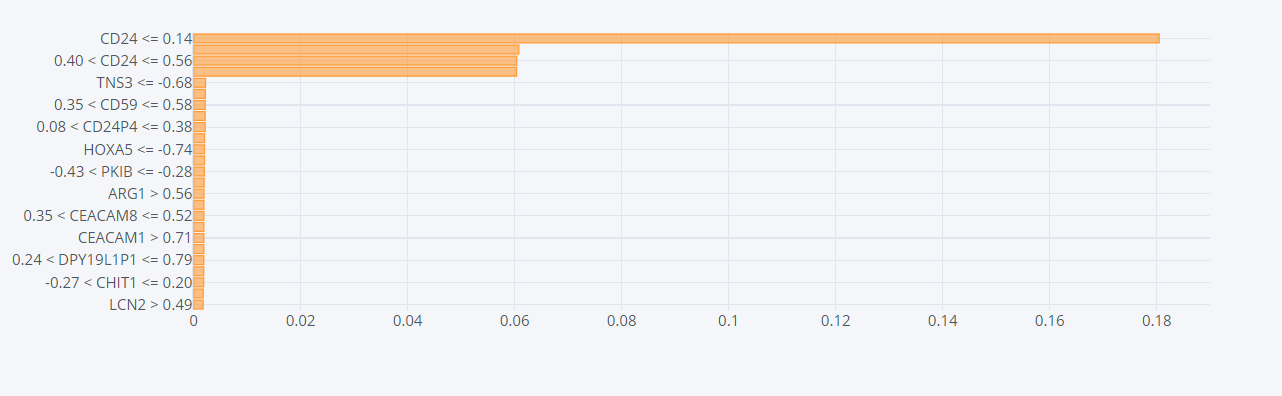 CD24 <= 0.14
0.40 < CD24 <= 0.56
TNS3 <= -0.68
0.35 < CD59 <= 0.58
0.08 < CD24P4 <= 0.38
HOXA5 <= -0.74
-0.43 < PKIB <= -0.28
ARG1 > 0.56
0.35 < CEACAM8 <= 0.52
CEACAM1 > 0.71
0.24 < DPY19L1P1 <= 0.79
-0.27 < CHIT1 <= 0.20
LCN2 > 0.49
0 0.02 0.04 0.06 0.08 0.1 0.12 0.14 0.16 0.18